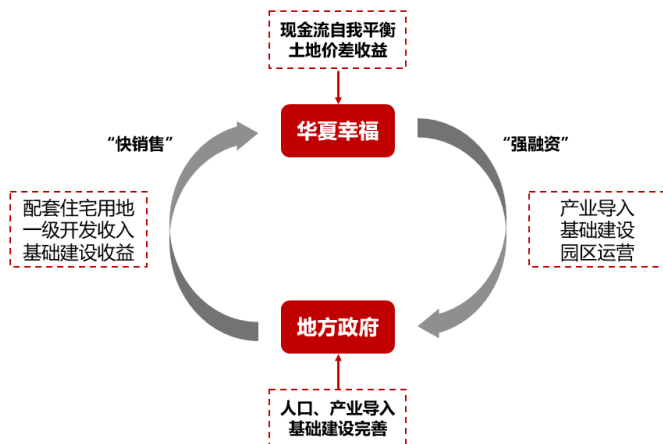 现金流自我平衡
土地价差收益
华夏幸福
“快销售”
“强融资”
配套住宅用地
一级开发收入
基础建设收益
产业导入
基础建设
园区运营
地方政府
人口、产业导入
基础建设完善